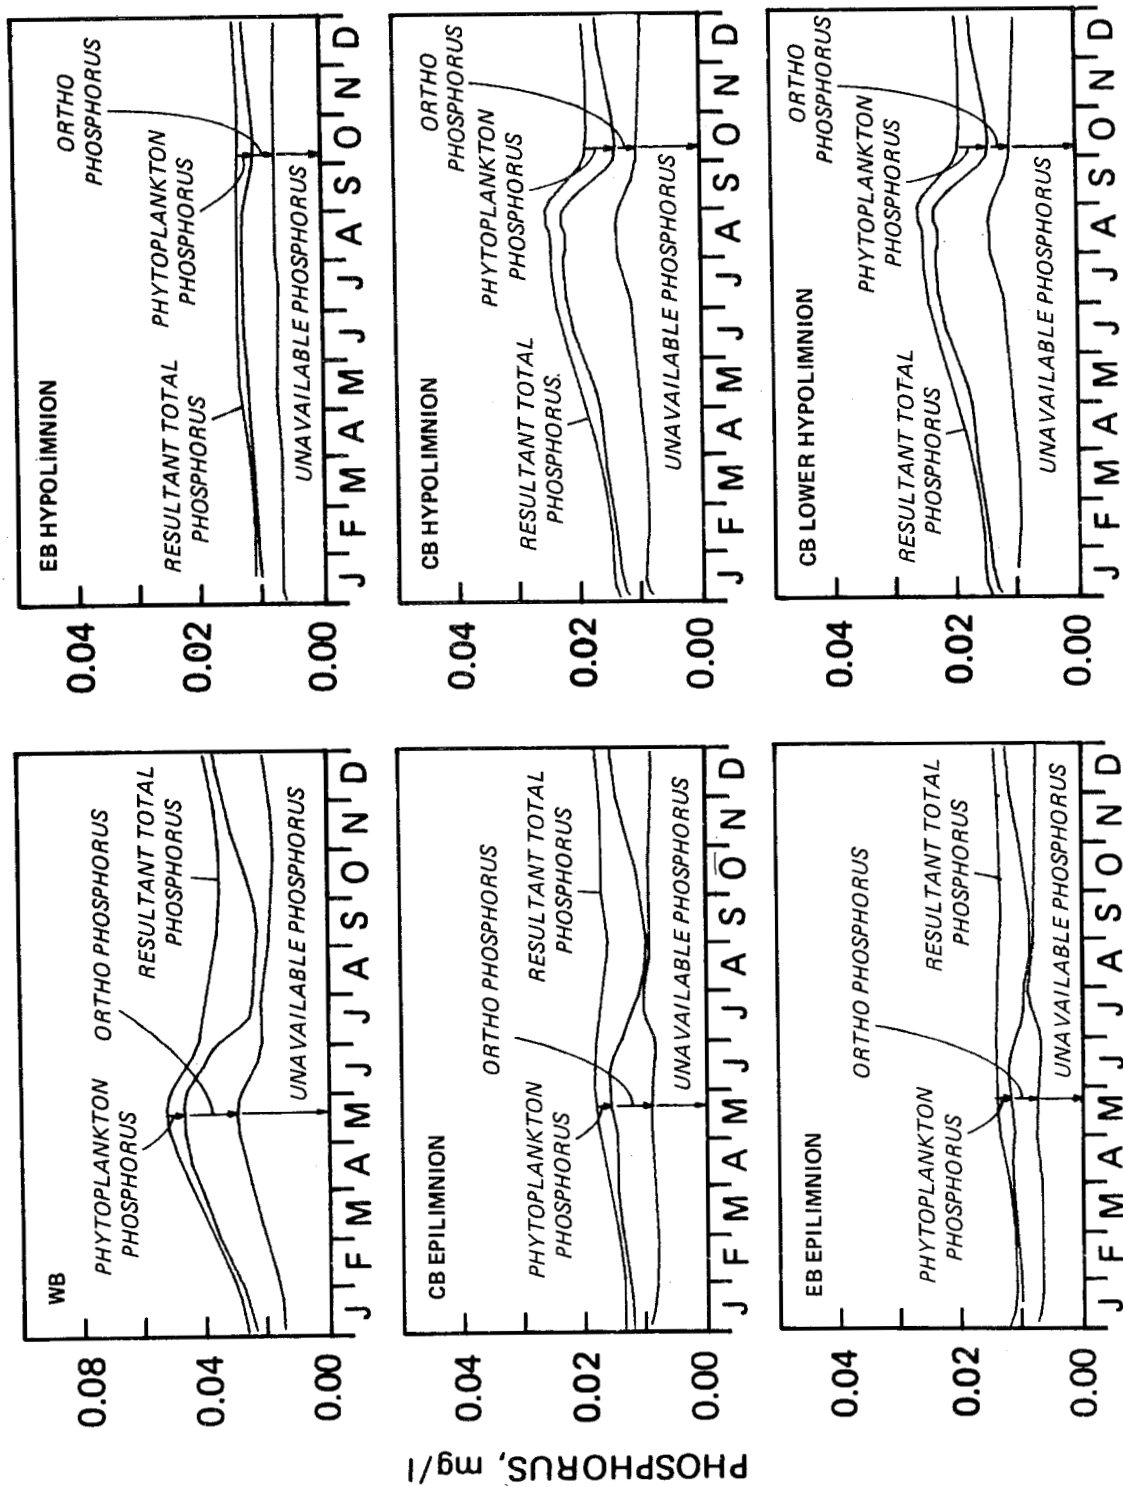 PHOSPHORUS, mg/l
WB
0.08
0.04
0.00
PHYTOPLANKTON
PHOSPHORUS
ORTHO PHOSPHORUS
RESULTANT TOTAL
PHOSPHORUS
UNAVAILABLE PHOSPHORUS
J F M A M J J A S O N D
EB HYPOLIMNION
0.04
0.02
0.00
RESULTANT TOTAL
PHOSPHORUS
PHYTOPLANKTON
PHOSPHORUS
ORTHO
PHOSPHORUS
UNAVAILABLE PHOSPHORUS
J F M A M J J A S O N D
CB EPILIMNION
0.04
0.02
0.00
PHYTOPLANKTON
PHOSPHORUS
ORTHO PHOSPHORUS
RESULTANT TOTAL
PHOSPHORUS
UNAVAILABLE PHOSPHORUS
J F M A M J J A S O N D
CB HYPOLIMNION
0.04
0.02
0.00
RESULTANT TOTAL
PHOSPHORUS.
PHYTOPLANKTON
PHOSPHORUS
ORTHO
PHOSPHORUS
UNAVAILABLE PHOSPHORUS
J F M A M J J A S O N D
EB EPILIMNION
0.04
0.02
0.00
PHYTOPLANKTON
PHOSPHORUS
ORTHO PHOSPHORUS
RESULTANT TOTAL
PHOSPHORUS
UNAVAILABLE PHOSPHORUS
J F M A M J J A S O N D
CB LOWER HYPOLIMNION
0.04
0.02
0.00
RESULTANT TOTAL
PHOSPHORUS
PHYTOPLANKTON
PHOSPHORUS
ORTHO
PHOSPHORUS
UNAVAILABLE PHOSPHORUS
J F M A M J J A S O N D